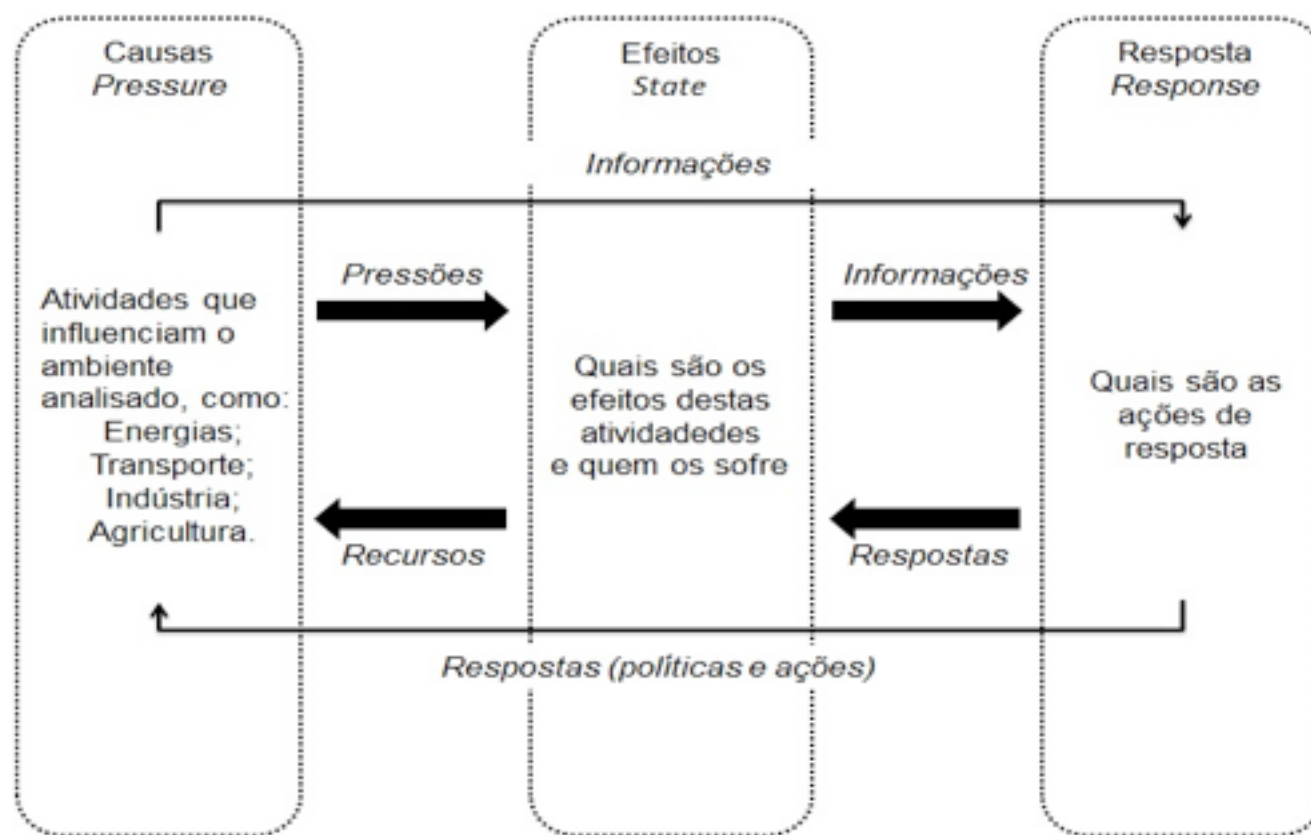 Causas
Pressure
Efeitos
State
Resposta
Response
Informações
Pressões
Informações
Atividades que
influenciam o
ambiente
analisado, como:
Energias;
Transporte;
Indústria;
Agricultura.
Quais são os
efeitos destas
atividadedes
e quem os sofre
Quais são as
ações de
resposta
Recursos
Respostas
Respostas (políticas e ações)